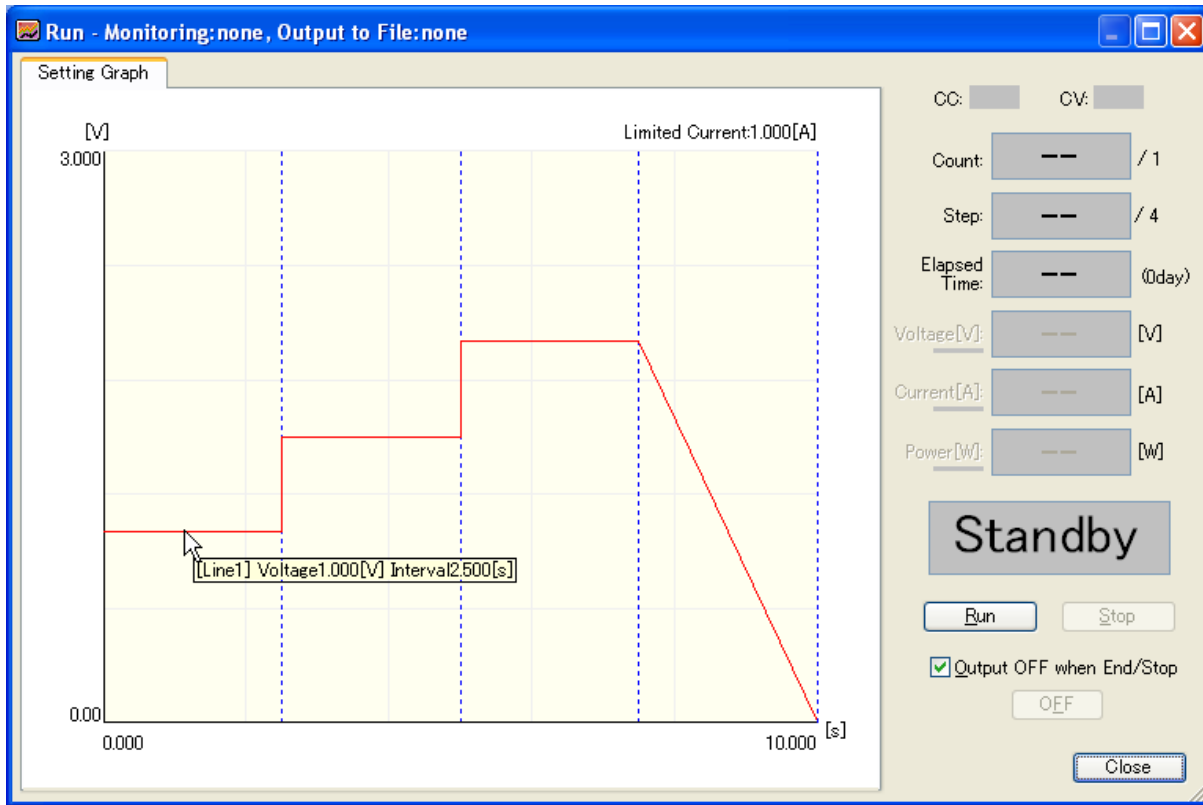 Run - Monitoring:none, Output to File:none
Setting Graph
[V]
Limited Current:1.000[A]
3.000
0.00
0.000
10.000
[s]
[Line1] Voltage1.000[V] Interval2.500[s]
CC:
CV:
Count: -- / 1
Step: -- / 4
Elapsed
Time: -- (0day)
Voltage[V]: -- [V]
Current[A]: -- [A]
Power[W]: -- [W]
Standby
Run
Stop
Output OFF when End/Stop
OFF
Close